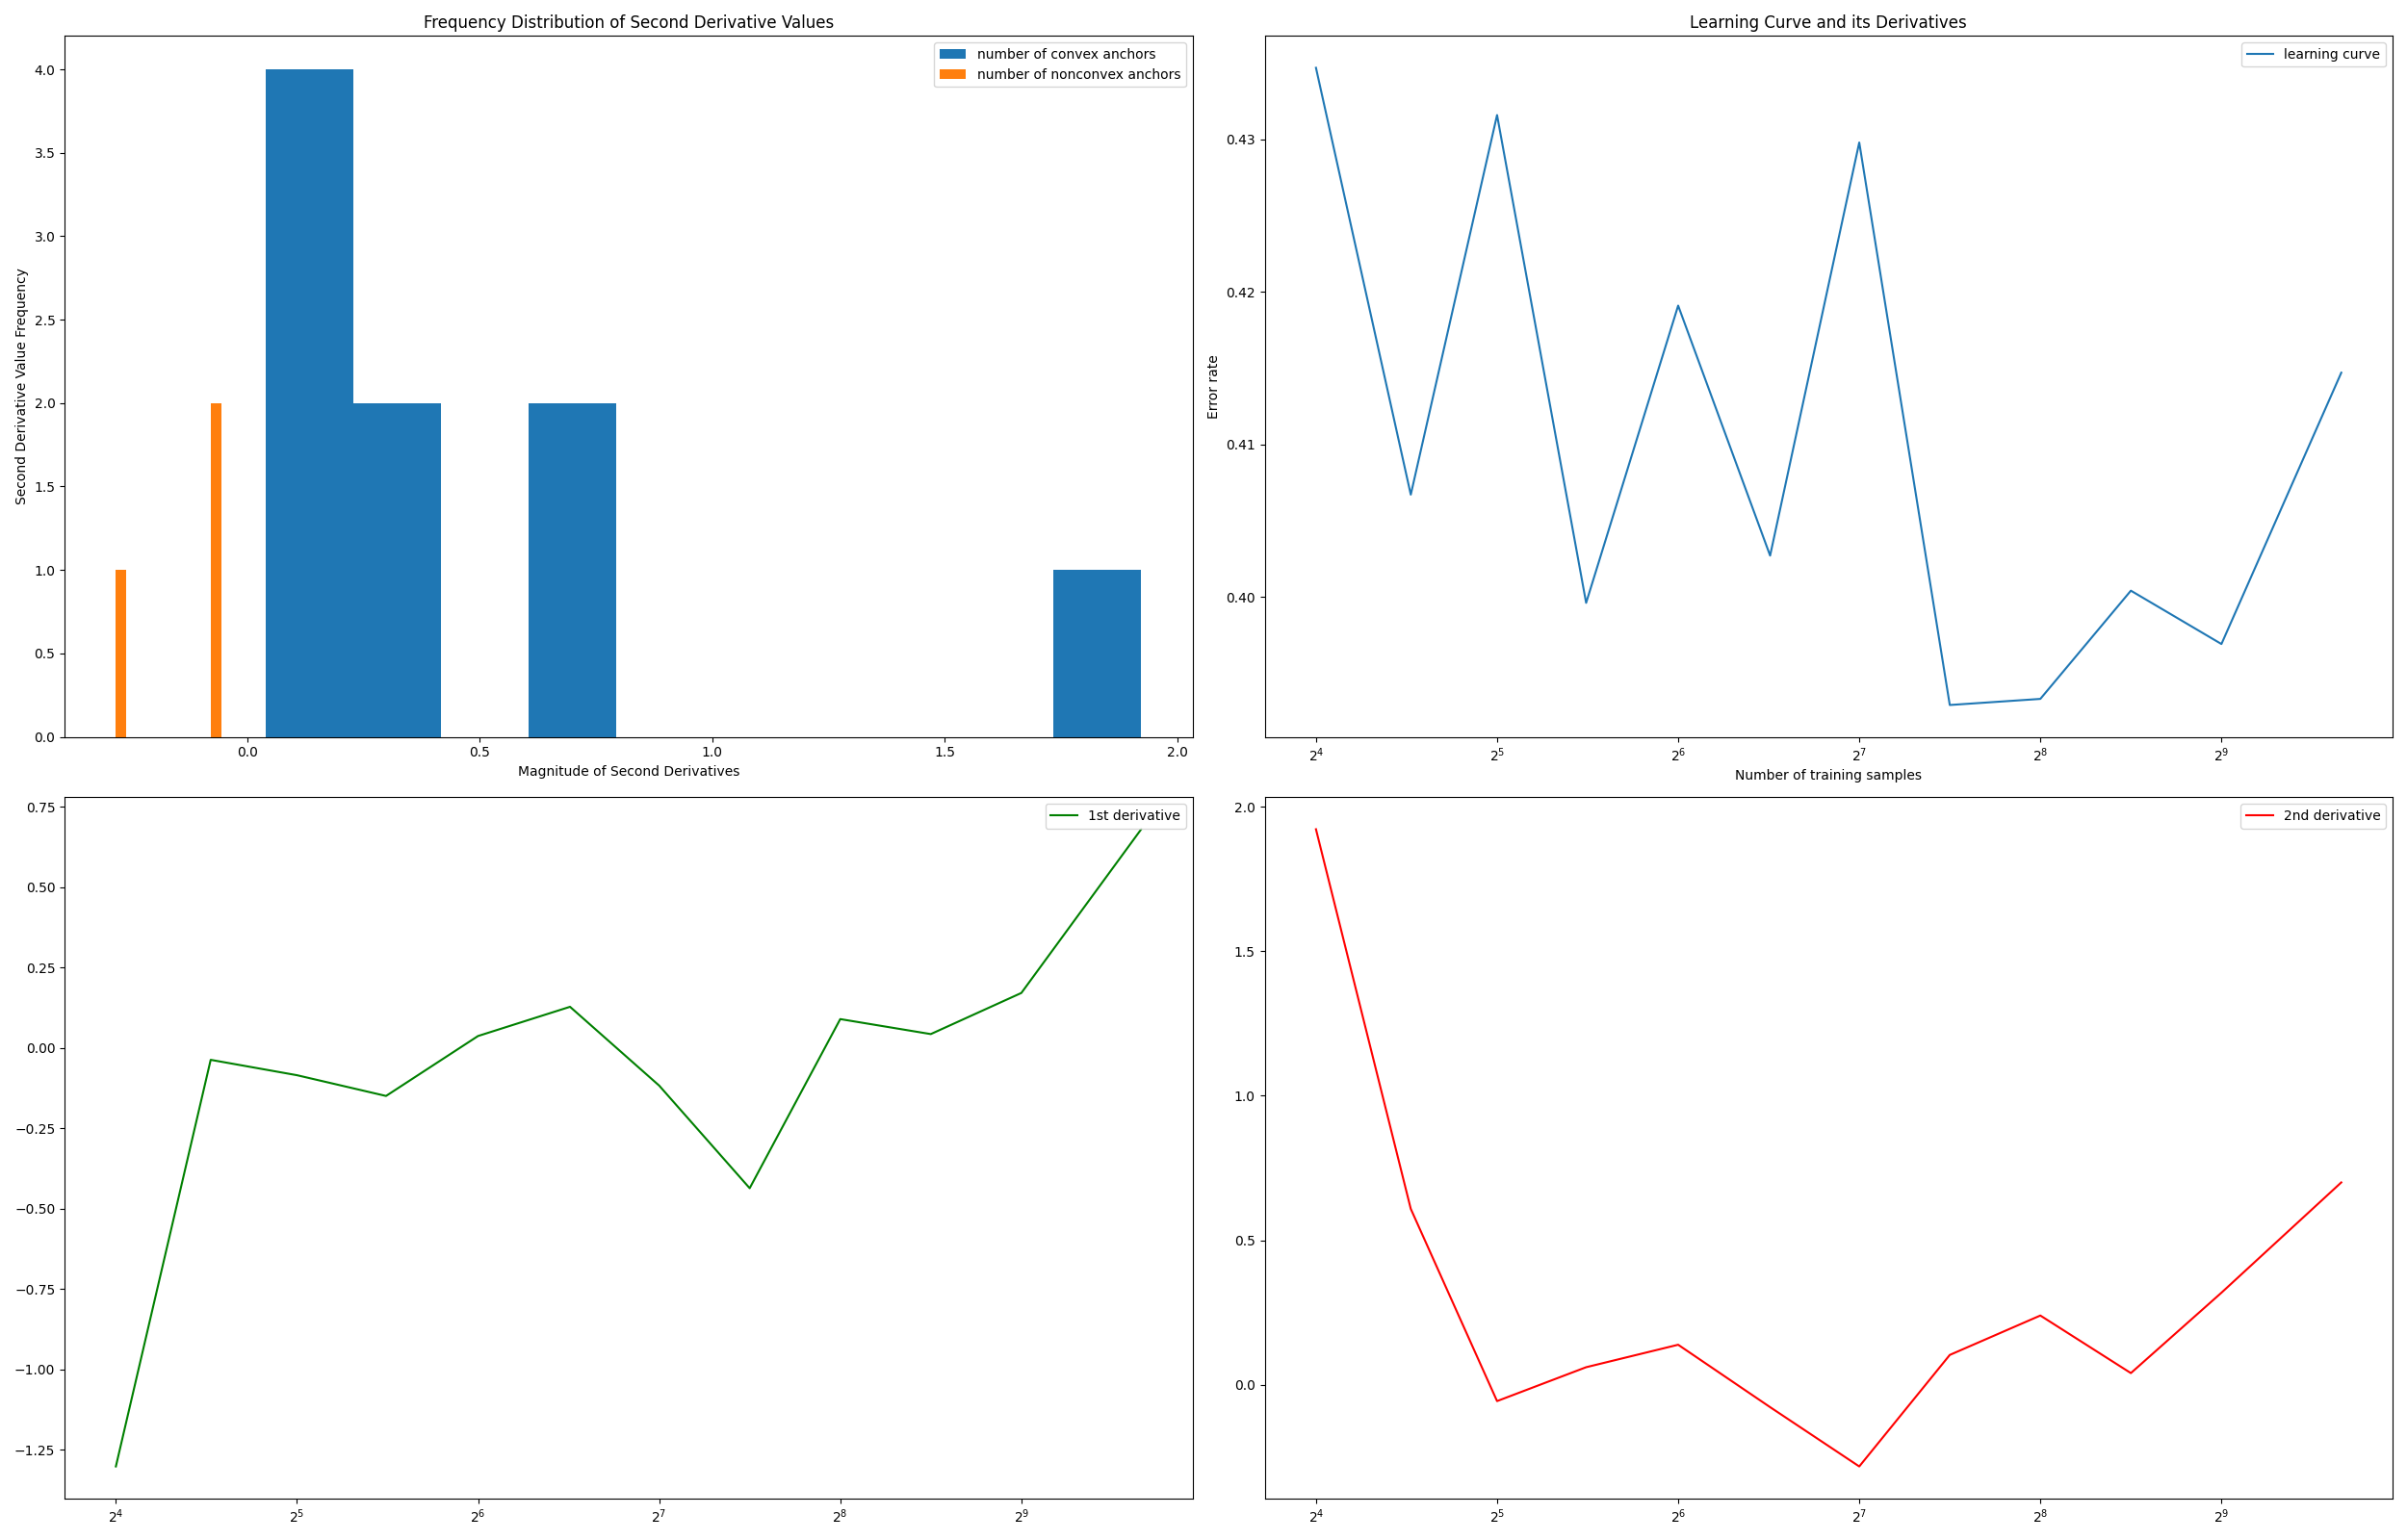 Frequency Distribution of Second Derivative Values
number of convex anchors
number of nonconvex anchors
4.0
3.5
3.0
2.5
2.0
1.5
1.0
0.5
0.0
Second Derivative Value Frequency
0.0 0.5 1.0 1.5 2.0
Magnitude of Second Derivatives
Learning Curve and its Derivatives
learning curve
0.43
0.42
0.41
0.40
Error rate
2⁴ 2⁵ 2⁶ 2⁷ 2⁸ 2⁹
Number of training samples
1st derivative
0.75
0.50
0.25
0.00
−0.25
−0.50
−0.75
−1.00
−1.25
2⁴ 2⁵ 2⁶ 2⁷ 2⁸ 2⁹
2nd derivative
2.0
1.5
1.0
0.5
0.0
2⁴ 2⁵ 2⁶ 2⁷ 2⁸ 2⁹